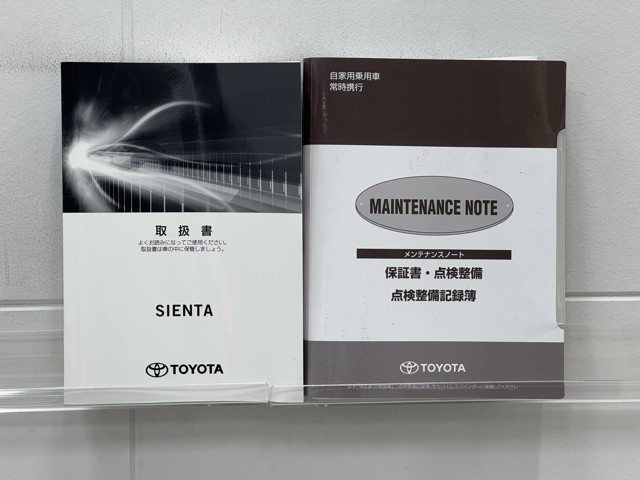 取扱書
よくお読みになってご使用ください。
取扱書は車の中に保管しましょう。
SIENTA
TOYOTA
自家用乗用車
常時携行
MAINTENANCE NOTE
メンテナンスノート
保証書・点検整備
点検整備記録簿
TOYOTA